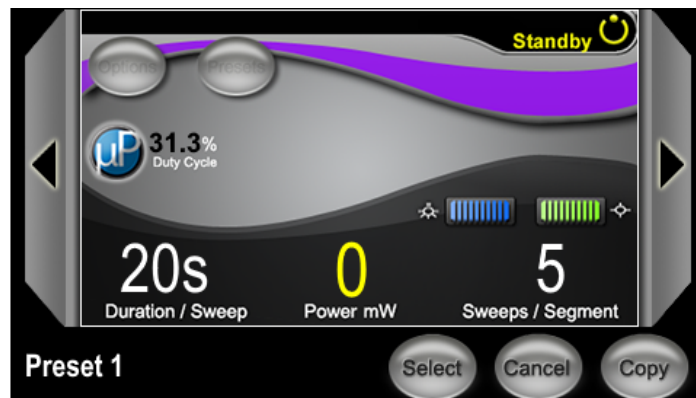 Standby
Options Presets
µP 31.3%
Duty Cycle
20s 0 5
Duration / Sweep Power mW Sweeps / Segment
Preset 1 Select Cancel Copy